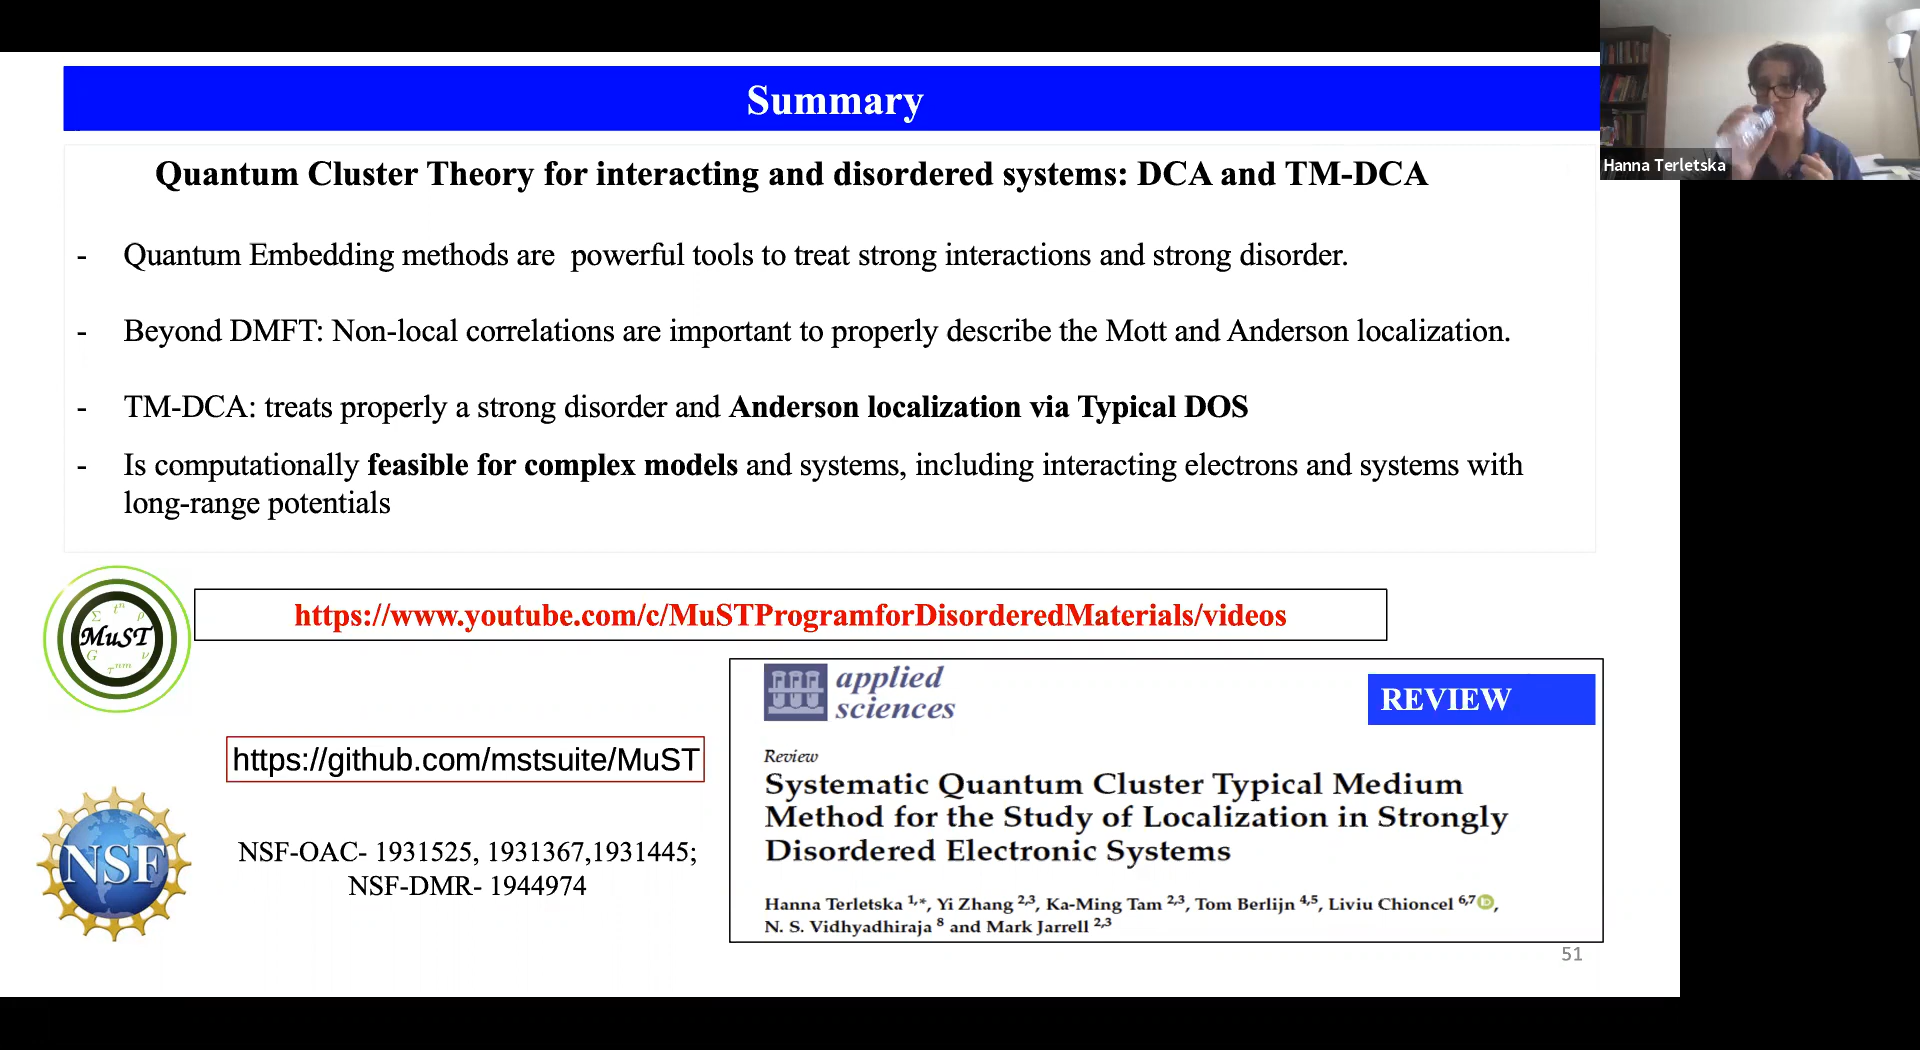 Summary
Hanna Terletska
Quantum Cluster Theory for interacting and disordered systems: DCA and TM-DCA
- Quantum Embedding methods are powerful tools to treat strong interactions and strong disorder.
- Beyond DMFT: Non-local correlations are important to properly describe the Mott and Anderson localization.
- TM-DCA: treats properly a strong disorder and Anderson localization via Typical DOS
- Is computationally feasible for complex models and systems, including interacting electrons and systems with
long-range potentials
Σ tⁿ ρ
MuST
G τⁿᵐ ν
https://www.youtube.com/c/MuSTProgramforDisorderedMaterials/videos
applied
sciences
REVIEW
https://github.com/mstsuite/MuST
Review
Systematic Quantum Cluster Typical Medium
Method for the Study of Localization in Strongly
Disordered Electronic Systems
NSF
NSF-OAC- 1931525, 1931367,1931445;
NSF-DMR- 1944974
Hanna Terletska 1,*, Yi Zhang 2,3, Ka-Ming Tam 2,3, Tom Berlijn 4,5, Liviu Chioncel 6,7 iD,
N. S. Vidhyadhiraja 8 and Mark Jarrell 2,3
51